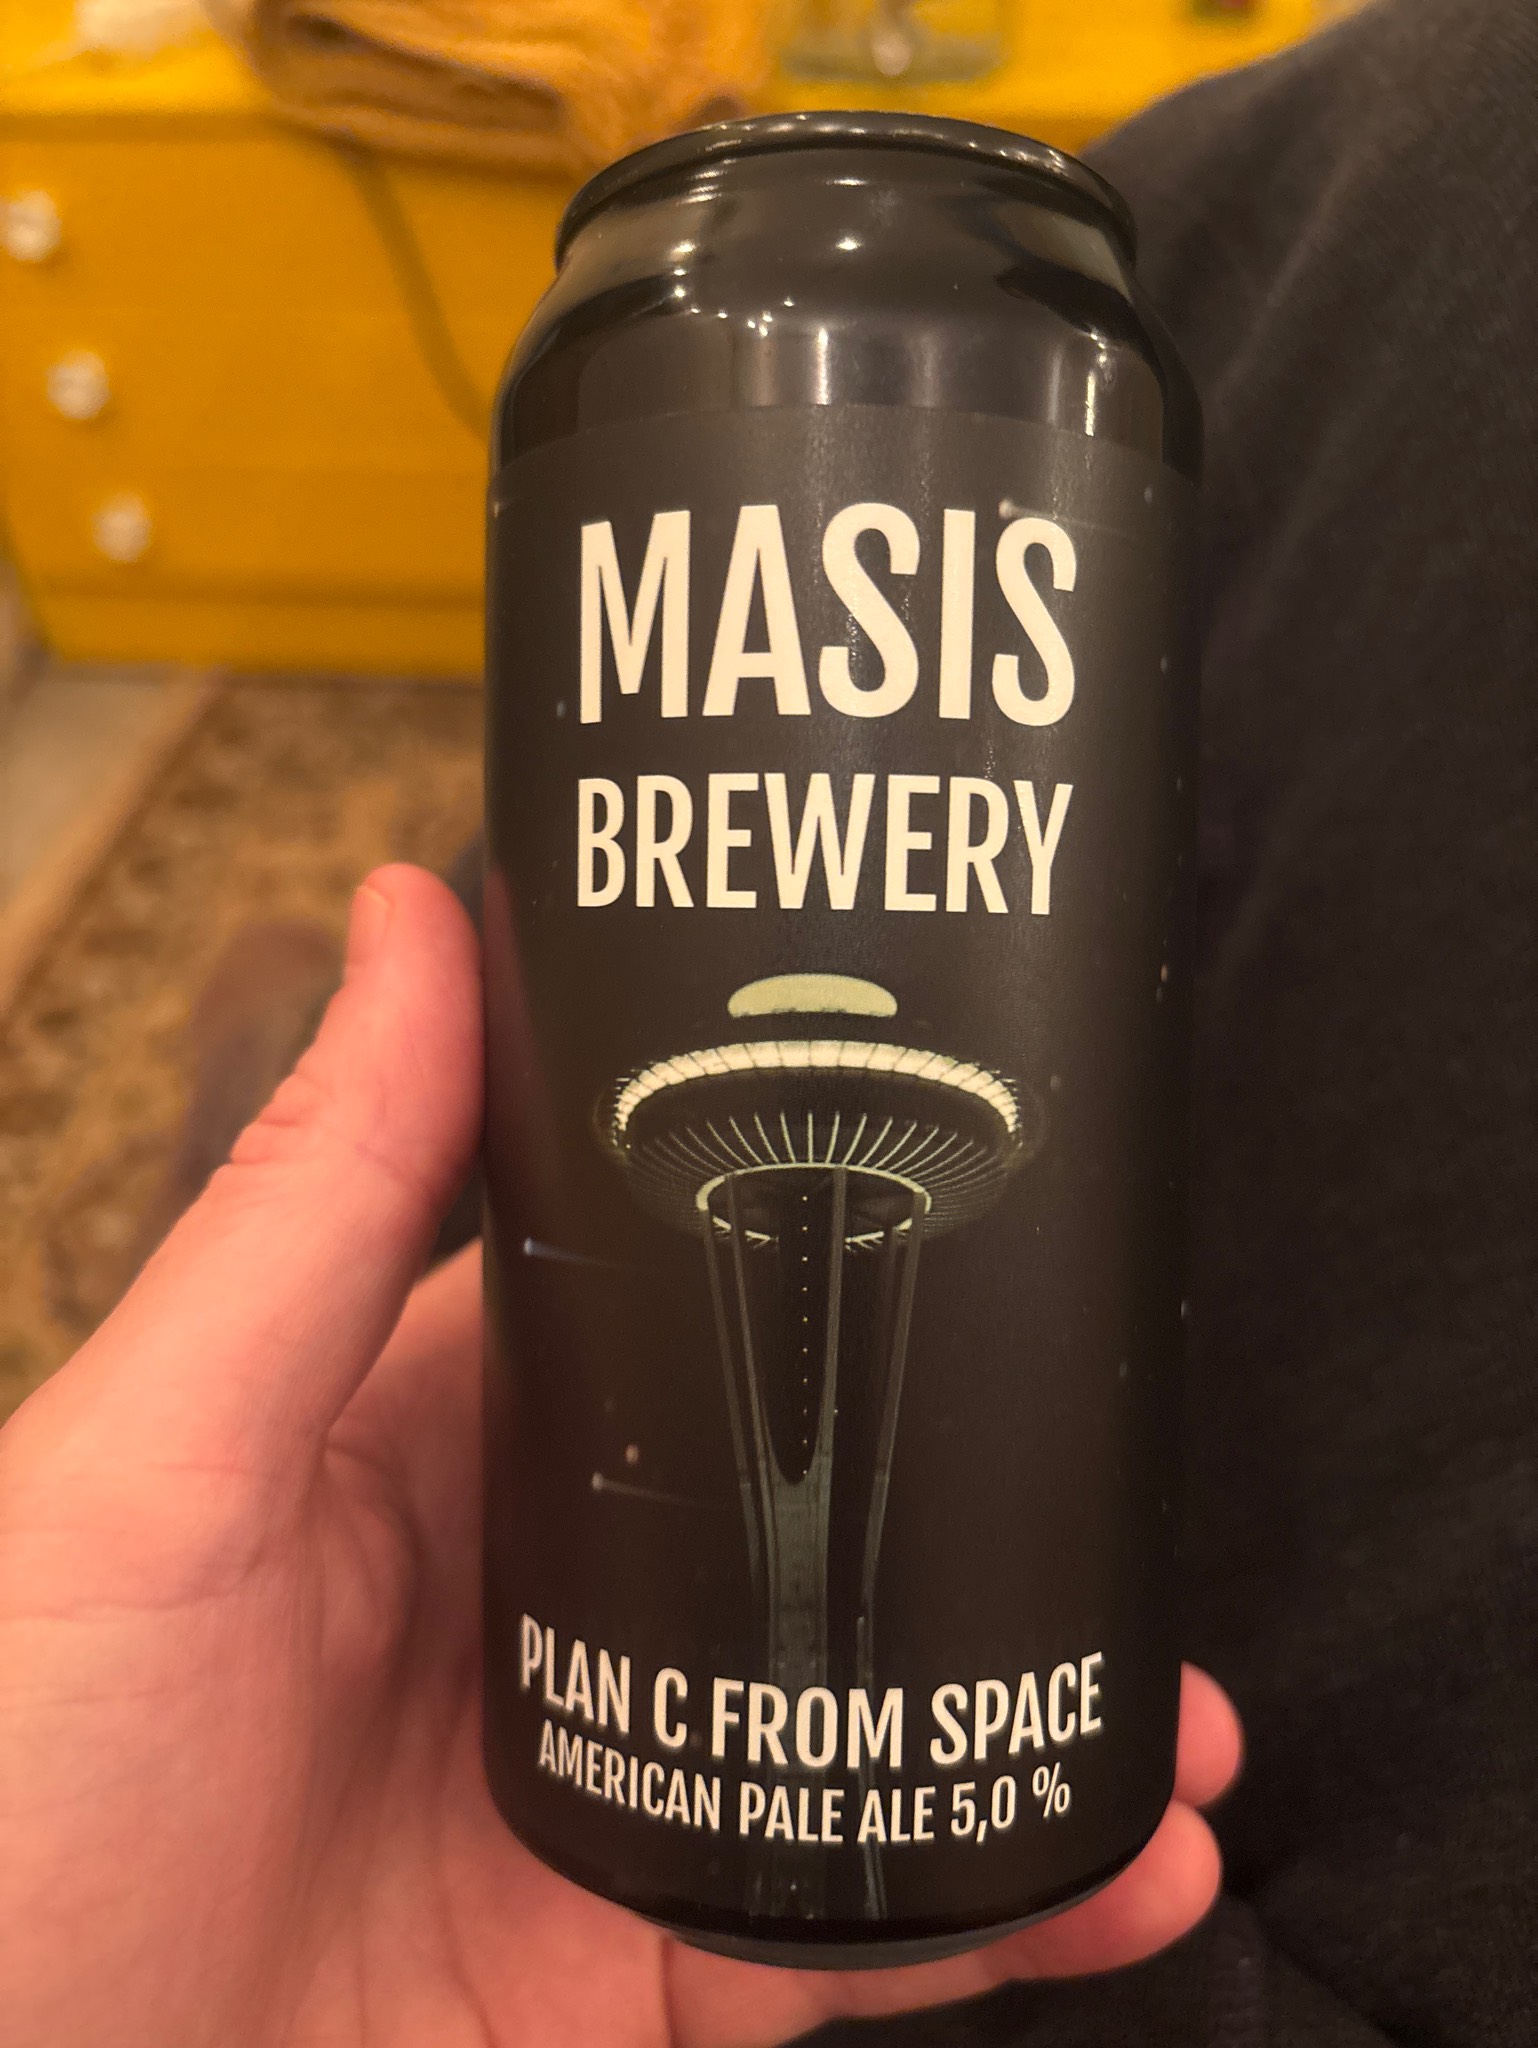 MASIS
BREWERY
PLAN C FROM SPACE
AMERICAN PALE ALE 5,0 %